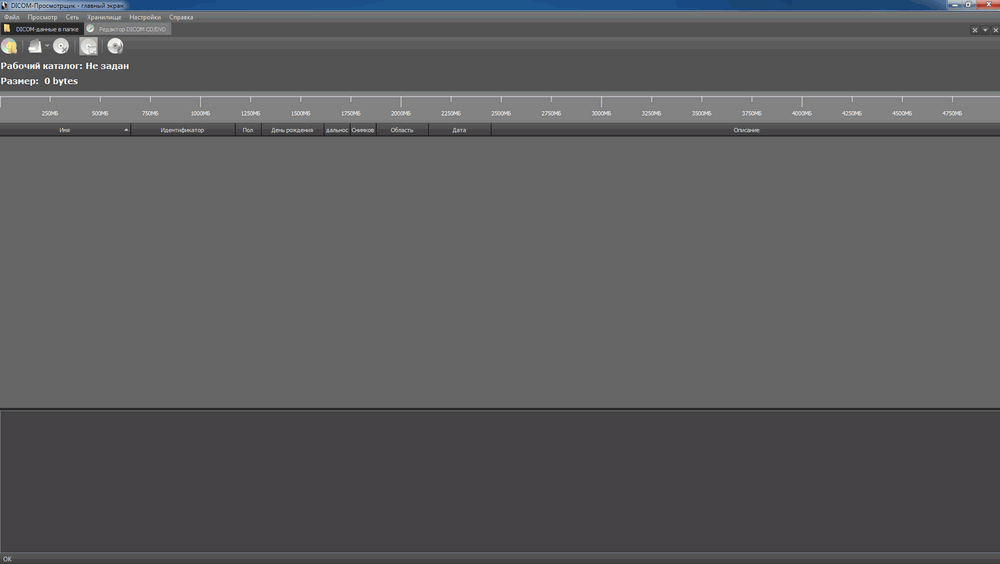 DICOM-Просмотрщик - главный экран
Файл Просмотр Сеть Хранилище Настройки Справка
DICOM-данные в папке Редактор DICOM CD/DVD
Рабочий каталог: Не задан
Размер: 0 bytes
250МБ 500МБ 750МБ 1000МБ 1250МБ 1500МБ 1750МБ 2000МБ 2250МБ 2500МБ 2750МБ 3000МБ 3250МБ 3500МБ 3750МБ 4000МБ 4250МБ 4500МБ 4750МБ
Имя Идентификатор Пол День рождения дальнос Снимков Область Дата Описание
OK